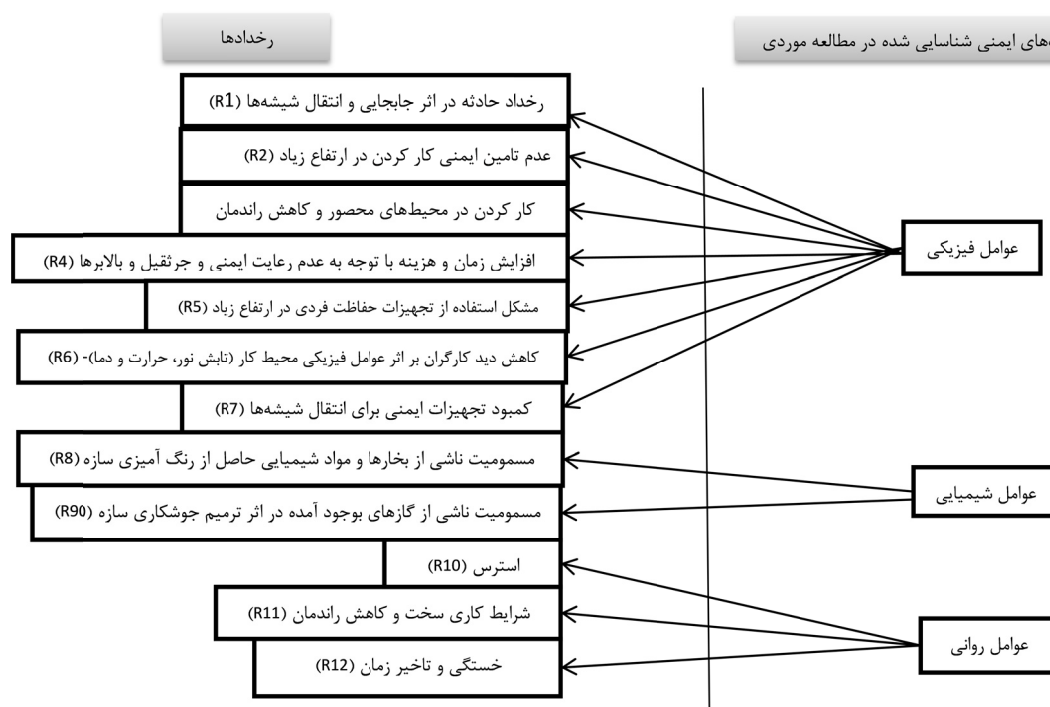 های ایمنی شناسایی شده در مطالعه موردی
رخدادها
رخداد حادثه در اثر جابجایی و انتقال شیشه‌ها (R1)
عدم تامین ایمنی کار کردن در ارتفاع زیاد (R2)
کار کردن در محیط‌های محصور و کاهش راندمان
افزایش زمان و هزینه با توجه به عدم رعایت ایمنی و جرثقیل و بالابرها (R4)
مشکل استفاده از تجهیزات حفاظت فردی در ارتفاع زیاد (R5)
کاهش دید کارگران بر اثر عوامل فیزیکی محیط کار (تابش نور، حرارت و دما)- (R6)
کمبود تجهیزات ایمنی برای انتقال شیشه‌ها (R7)
مسمومیت ناشی از بخارها و مواد شیمیایی حاصل از رنگ آمیزی سازه (R8)
مسمومیت ناشی از گازهای بوجود آمده در اثر ترمیم جوشکاری سازه (R90)
استرس (R10)
شرایط کاری سخت و کاهش راندمان (R11)
خستگی و تاخیر زمان (R12)
عوامل فیزیکی
عوامل شیمیایی
عوامل روانی